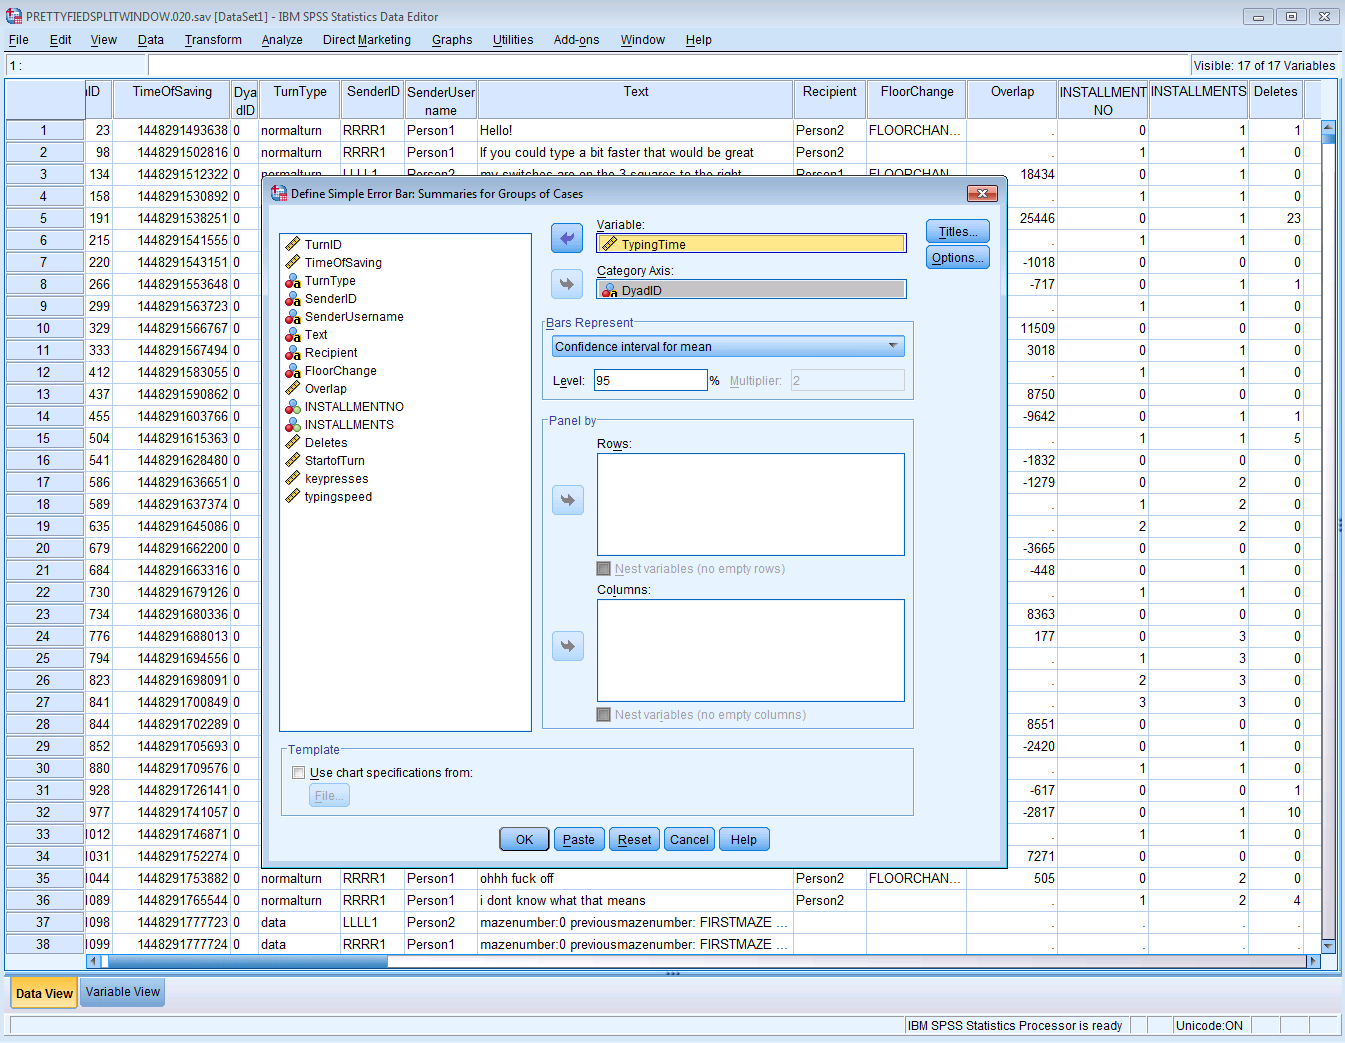 PRETTYFIEDSPLITWINDOW.020.sav [DataSet1] - IBM SPSS Statistics Data Editor
File Edit View Data Transform Analyze Direct Marketing Graphs Utilities Add-ons Window Help
1 : Visible: 17 of 17 Variables
ID TimeOfSaving DyadID TurnType SenderID SenderUsername Text Recipient FloorChange Overlap INSTALLMENTNO INSTALLMENTS Deletes
1 23 1448291493638 0 normalturn RRRR1 Person1 Hello! Person2 FLOORCHAN... . 0 1 1
2 98 1448291502816 0 normalturn RRRR1 Person1 If you could type a bit faster that would be great Person2 . 1 1 0
3 134 1448291512322 0 normalturn LLLL1 Person2 my switches are on the 3 squares to the right Person1 FLOORCHAN... 18434 0 1 0
4 158 1448291530892 0 . 1 1 0
5 191 1448291538251 0 25446 0 1 23
6 215 1448291541555 0 . 1 1 0
7 220 1448291543151 0 -1018 0 0 0
8 266 1448291553648 0 -717 0 1 1
9 299 1448291563723 0 . 1 1 0
10 329 1448291566767 0 11509 0 0 0
11 333 1448291567494 0 3018 0 1 0
12 412 1448291583055 0 . 1 1 0
13 437 1448291590862 0 8750 0 0 0
14 455 1448291603766 0 -9642 0 1 1
15 504 1448291615363 0 . 1 1 5
16 541 1448291628480 0 -1832 0 0 0
17 586 1448291636651 0 -1279 0 2 0
18 589 1448291637374 0 . 1 2 0
19 635 1448291645086 0 . 2 2 0
20 679 1448291662200 0 -3665 0 0 0
21 684 1448291663316 0 -448 0 1 0
22 730 1448291679126 0 . 1 1 0
23 734 1448291680336 0 8363 0 0 0
24 776 1448291688013 0 177 0 3 0
25 794 1448291694556 0 . 1 3 0
26 823 1448291698091 0 . 2 3 0
27 841 1448291700849 0 . 3 3 0
28 844 1448291702289 0 8551 0 0 0
29 852 1448291705693 0 -2420 0 1 0
30 880 1448291709576 0 . 1 1 0
31 928 1448291726141 0 -617 0 0 1
32 977 1448291741057 0 -2817 0 1 10
33 1012 1448291746871 0 . 1 1 0
34 1031 1448291752274 0 7271 0 0 0
35 1044 1448291753882 0 normalturn RRRR1 Person1 ohhh fuck off Person2 FLOORCHAN... 505 0 2 0
36 1089 1448291765544 0 normalturn RRRR1 Person1 i dont know what that means Person2 . 1 2 4
37 1098 1448291777723 0 data LLLL1 Person2 mazenumber:0 previousmazenumber: FIRSTMAZE ... . . . .
38 1099 1448291777724 0 data RRRR1 Person1 mazenumber:0 previousmazenumber: FIRSTMAZE ... . . . .
Define Simple Error Bar: Summaries for Groups of Cases
TurnID
TimeOfSaving
TurnType
SenderID
SenderUsername
Text
Recipient
FloorChange
Overlap
INSTALLMENTNO
INSTALLMENTS
Deletes
StartofTurn
keypresses
typingspeed
Variable:
TypingTime
Category Axis:
DyadID
Titles...
Options...
Bars Represent
Confidence interval for mean
Level: 95 % Multiplier: 2
Panel by
Rows:
Nest variables (no empty rows)
Columns:
Nest variables (no empty columns)
Template
Use chart specifications from:
File...
OK Paste Reset Cancel Help
Data View Variable View
IBM SPSS Statistics Processor is ready Unicode:ON